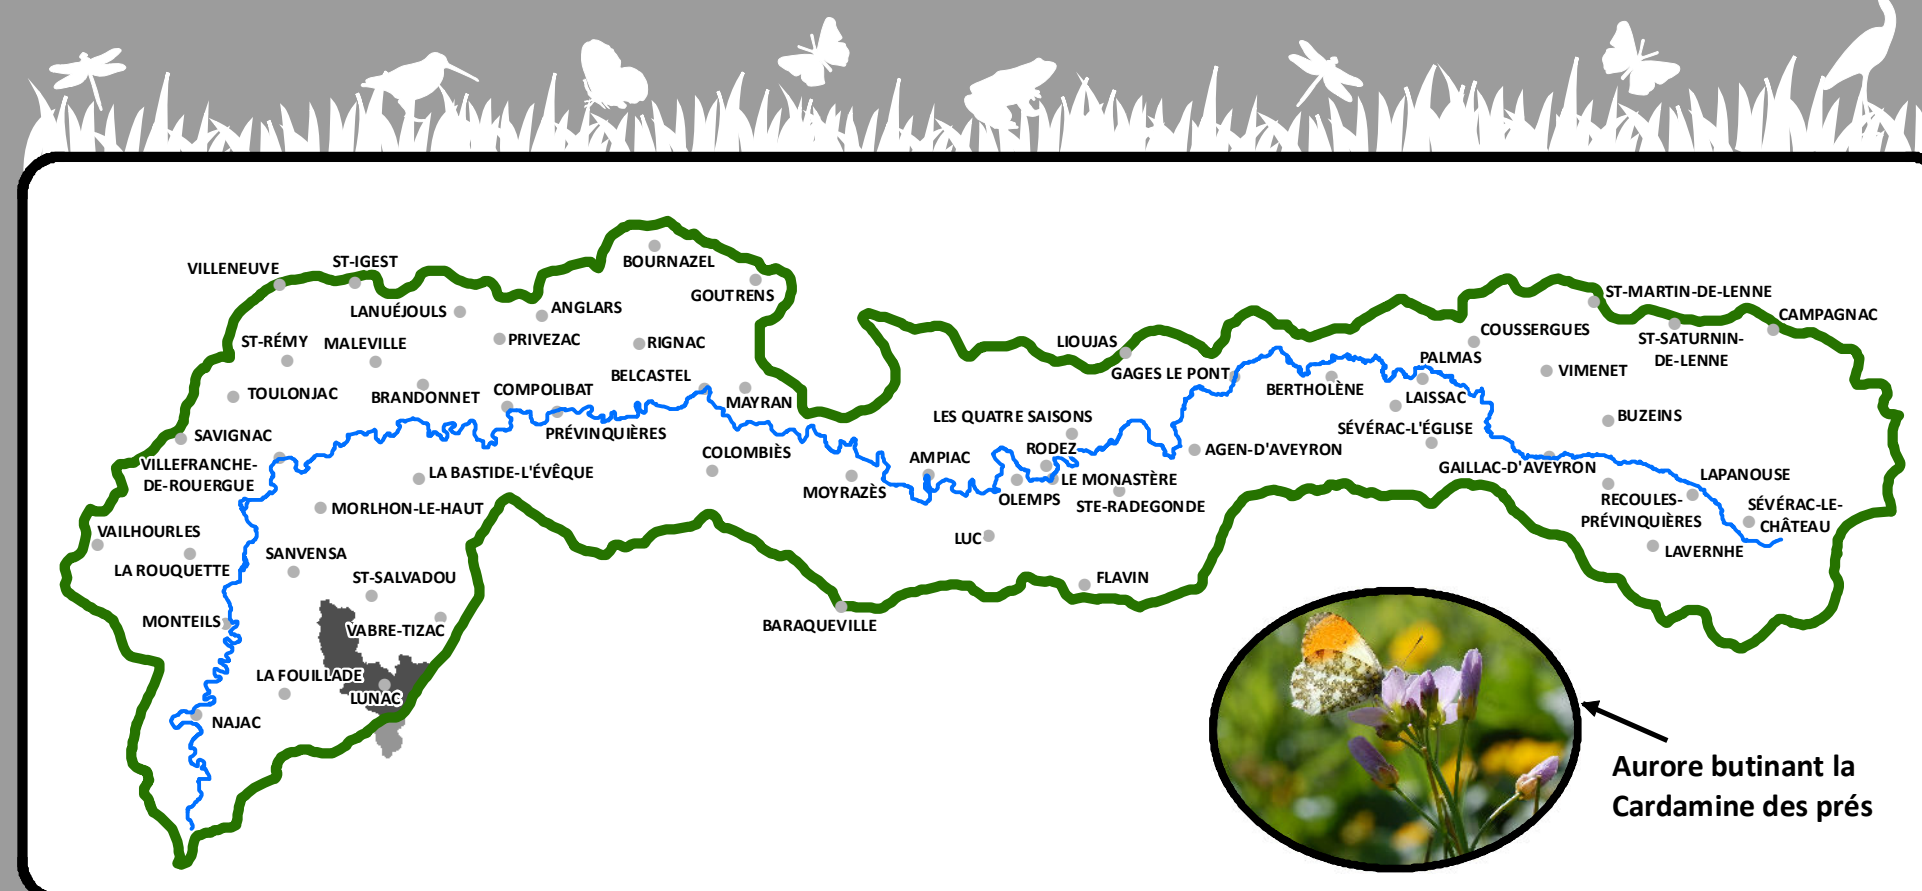 VILLENEUVE
ST-IGEST
BOURNAZEL
GOUTRENS
LANUÉJOULS
ANGLARS
ST-RÉMY
MALEVILLE
PRIVEZAC
RIGNAC
TOULONJAC
BRANDONNET
COMPOLIBAT
BELCASTEL
MAYRAN
SAVIGNAC
PRÉVINQUIÈRES
VILLEFRANCHE-
DE-ROUERGUE
LA BASTIDE-L'ÉVÊQUE
COLOMBIÈS
MOYRAZÈS
MORLHON-LE-HAUT
VAILHOURLES
LA ROUQUETTE
SANVENSA
ST-SALVADOU
MONTEILS
VABRE-TIZAC
LA FOUILLADE
LUNAC
NAJAC
BARAQUEVILLE
AMPIAC
LES QUATRE SAISONS
RODEZ
LE MONASTÈRE
OLEMPS
STE-RADEGONDE
LUC
FLAVIN
LIOUJAS
GAGES LE PONT
AGEN-D'AVEYRON
BERTHOLÈNE
PALMAS
LAISSAC
SÉVÉRAC-L'ÉGLISE
COUSSERGUES
ST-MARTIN-DE-LENNE
ST-SATURNIN-
DE-LENNE
CAMPAGNAC
VIMENET
BUZEINS
GAILLAC-D'AVEYRON
LAPANOUSE
RECOULES-
PRÉVINQUIÈRES
SÉVÉRAC-LE-
CHÂTEAU
LAVERNHE
Aurore butinant la
Cardamine des prés